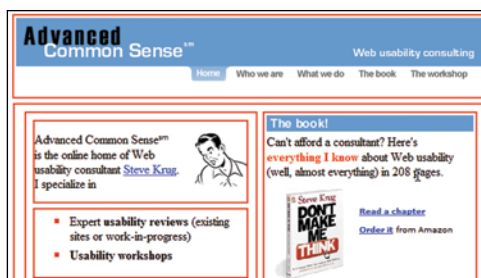 Advanced
Common Sense℠
Web usability consulting
Home Who we are What we do The book The workshop
Advanced Common Sense℠
is the online home of Web
usability consultant Steve Krug.
I specialize in
Expert usability reviews (existing
sites or work-in-progress)
Usability workshops
The book!
Can't afford a consultant? Here's
everything I know about Web usability
(well, almost everything) in 208 pages.
Steve Krug
DON'T
MAKE
ME
THINK
Read a chapter
Order it from Amazon